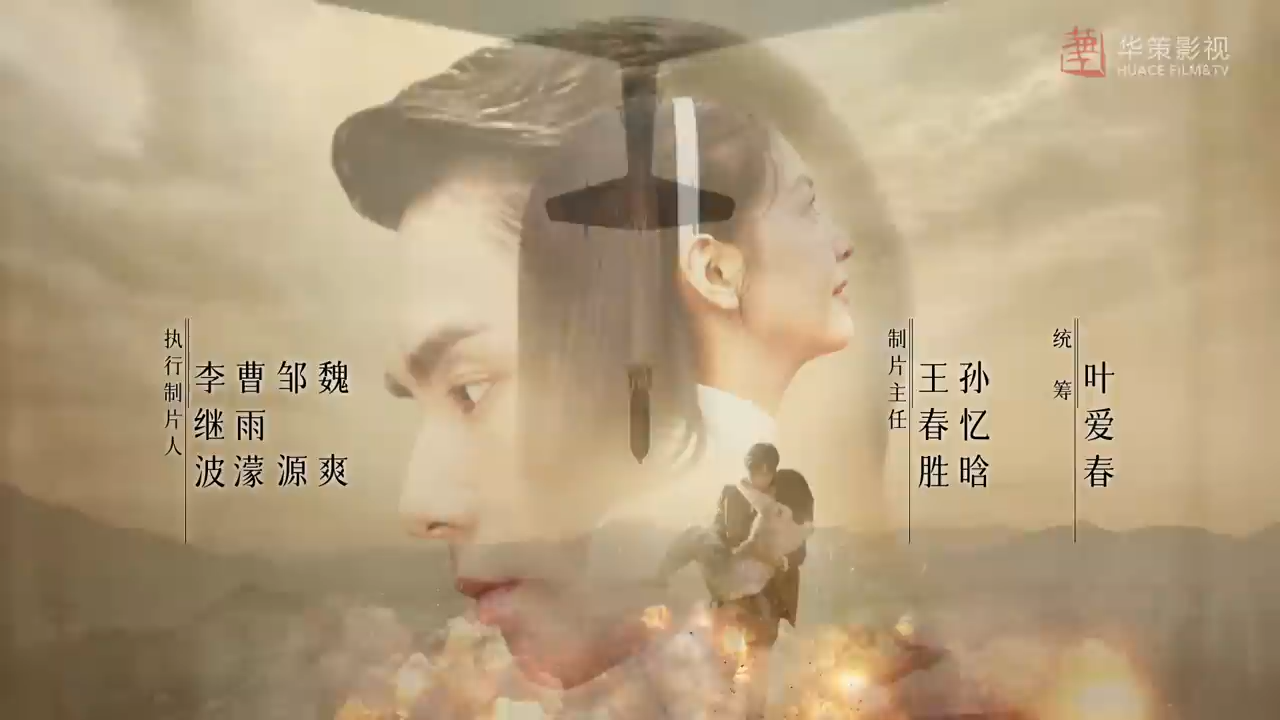 华策影视
HUACE FILM&TV
执行制片人
李继波
曹雨濛
邹源
魏爽
制片主任
王春胜
孙忆晗
统筹
叶爱春